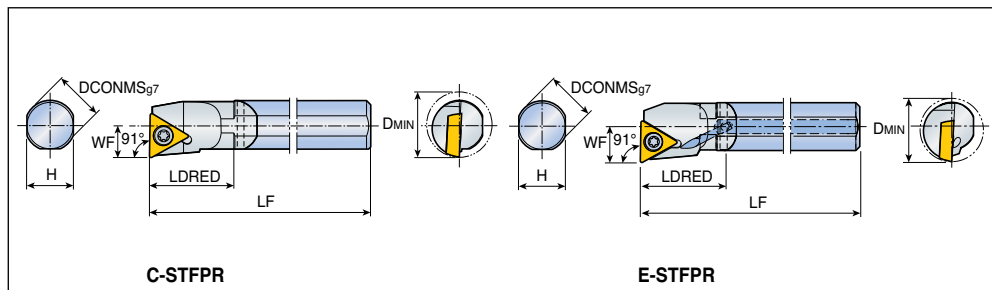 DCONMSg7
WF
91°
H
LDRED
LF
DMIN
C-STFPR
DCONMSg7
WF
91°
H
LDRED
LF
DMIN
E-STFPR